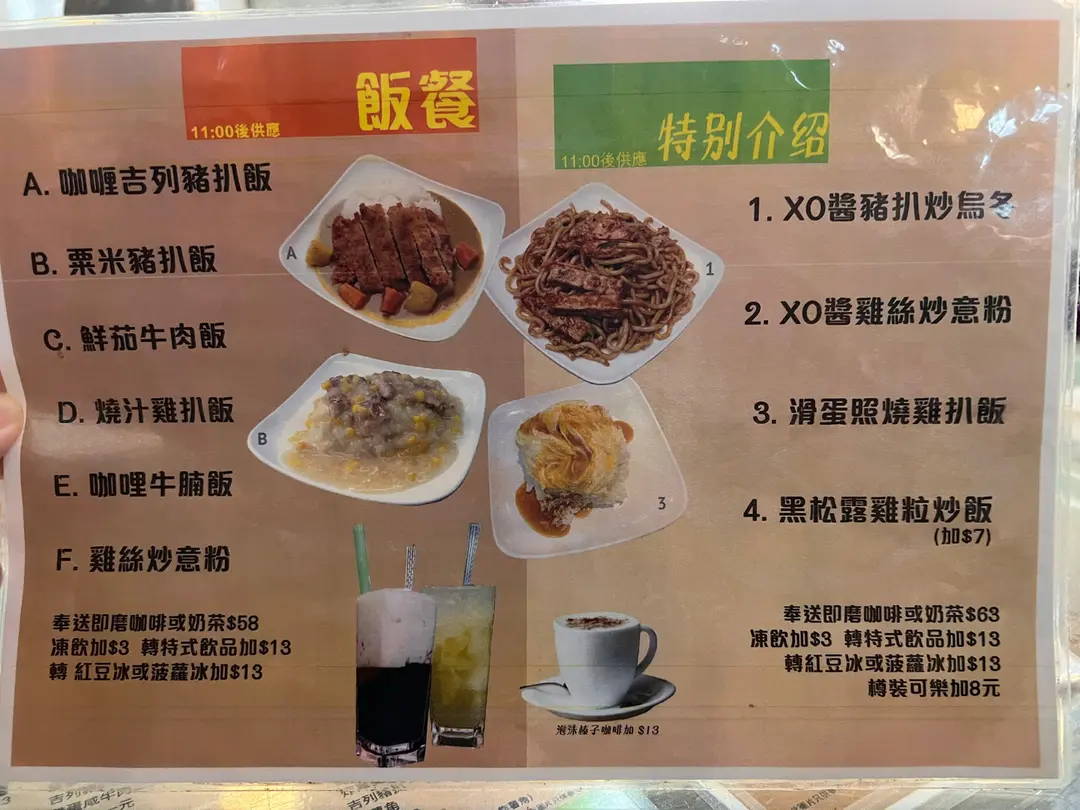 飯餐
11:00後供應
A. 咖喱吉列豬扒飯
B. 粟米豬扒飯
C. 鮮茄牛肉飯
D. 燒汁雞扒飯
E. 咖哩牛腩飯
F. 雞絲炒意粉
奉送即磨咖啡或奶茶$58
凍飲加$3 轉特式飲品加$13
轉 紅豆冰或菠蘿冰加$13
A
B
特别介绍
11:00後供應
1. XO醬豬扒炒烏冬
2. XO醬雞絲炒意粉
3. 滑蛋照燒雞扒飯
4. 黑松露雞粒炒飯
(加$7)
奉送即磨咖啡或奶茶$63
凍飲加$3 轉特式飲品加$13
轉紅豆冰或菠蘿冰加$13
樽裝可樂加8元
1
3
泡沫榛子咖啡加 $13